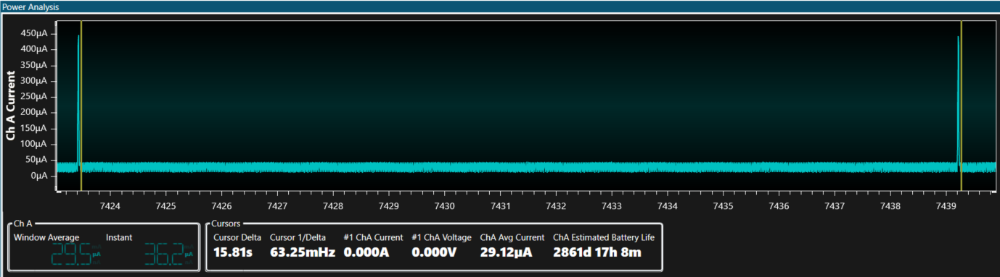 Power Analysis
450µA
400µA
350µA
300µA
250µA
200µA
150µA
100µA
50µA
0µA
Ch A Current
7424 7425 7426 7427 7428 7429 7430 7431 7432 7433 7434 7435 7436 7437 7438 7439
Ch A
Window Average Instant
29.5 µA 36.2 µA
Cursors
Cursor Delta Cursor 1/Delta #1 ChA Current #1 ChA Voltage ChA Avg Current ChA Estimated Battery Life
15.81s 63.25mHz 0.000A 0.000V 29.12µA 2861d 17h 8m